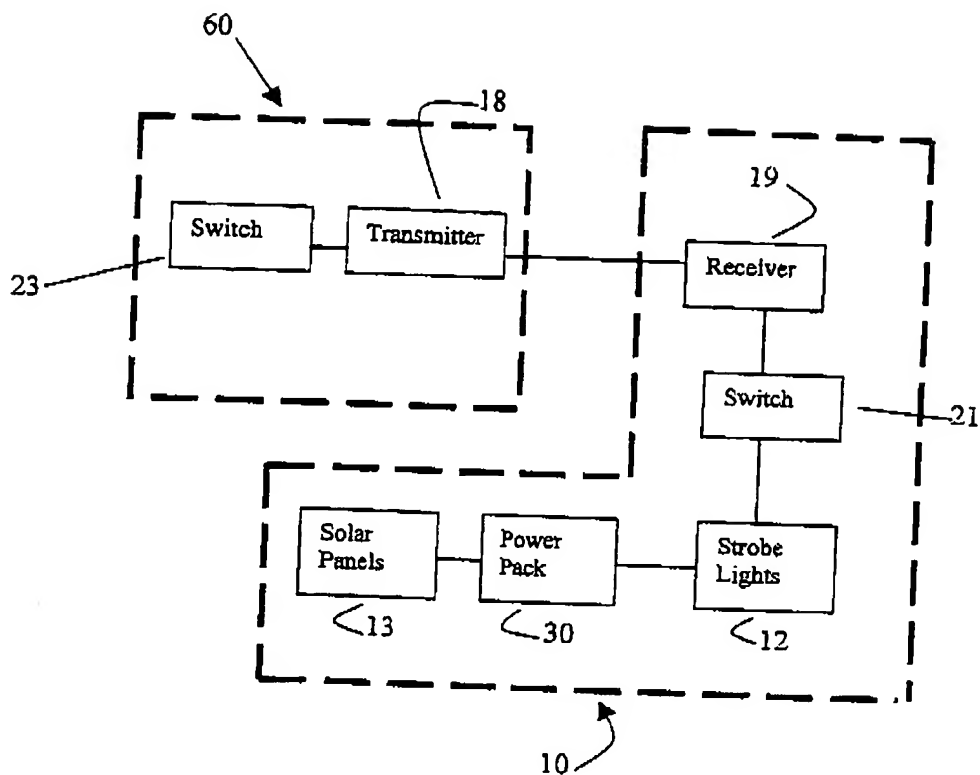 60
18
19
Switch
Transmitter
Receiver
23
Switch
21
Solar
Panels
Power
Pack
Strobe
Lights
13
30
12
10